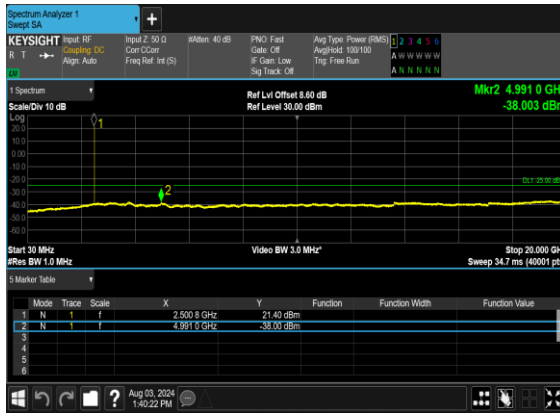 Spectrum Analyzer 1
Swept SA
+
KEYSIGHT
R T
Input: RF
Coupling: DC
Align: Auto
Input Z: 50 Ω
Corr CCorr
Freq Ref: Int (S)
#Atten: 40 dB
PNO: Fast
Gate: Off
IF Gain: Low
Sig Track: Off
Avg Type: Power (RMS)
Avg|Hold: 100/100
Trig: Free Run
1 2 3 4 5 6
A W W W W W
A N N N N N
1 Spectrum
Scale/Div 10 dB
Ref Lvl Offset 8.60 dB
Ref Level 30.00 dBm
Mkr2 4.991 0 GH
-38.003 dBr
Log
20.0
10.0
0.00
-10.0
-20.0
-30.0
-40.0
-50.0
-60.0
1
2
DL1 -25.00 dB
Start 30 MHz
#Res BW 1.0 MHz
Video BW 3.0 MHz*
Stop 20.000 GH
Sweep 34.7 ms (40001 pts
5 Marker Table
Mode Trace Scale X Y Function Function Width Function Value
1 N 1 f 2.500 8 GHz 21.40 dBm
2 N 1 f 4.991 0 GHz -38.00 dBm
3
4
5
6
?
Aug 03, 2024
1:40:22 PM